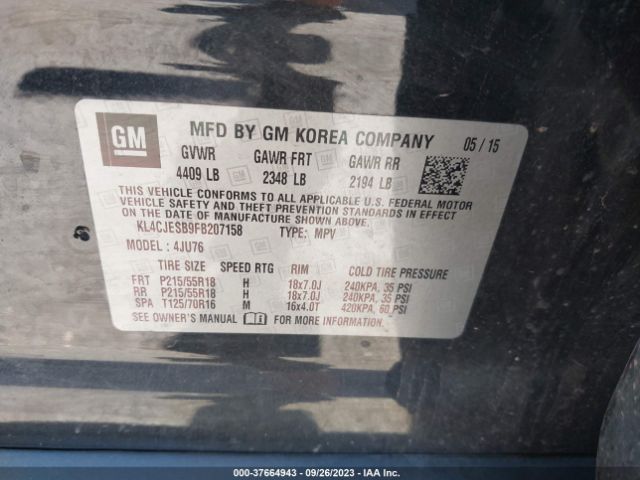 GM
MFD BY GM KOREA COMPANY 05 / 15
GVWR GAWR FRT GAWR RR
4409 LB 2348 LB 2194 LB
THIS VEHICLE CONFORMS TO ALL APPLICABLE U.S. FEDERAL MOTOR
VEHICLE SAFETY AND THEFT PREVENTION STANDARDS IN EFFECT
ON THE DATE OF MANUFACTURE SHOWN ABOVE.
KL4CJESB9FB207158 TYPE: MPV
MODEL: 4JU76
TIRE SIZE SPEED RTG RIM COLD TIRE PRESSURE
FRT P215/55R18 H 18x7.0J 240KPA, 35 PSI
RR P215/55R18 H 18x7.0J 240KPA, 35 PSI
SPA T125/70R16 M 16x4.0T 420KPA, 60 PSI
SEE OWNER'S MANUAL FOR MORE INFORMATION.
000-37664943 - 09/26/2023 - IAA Inc.